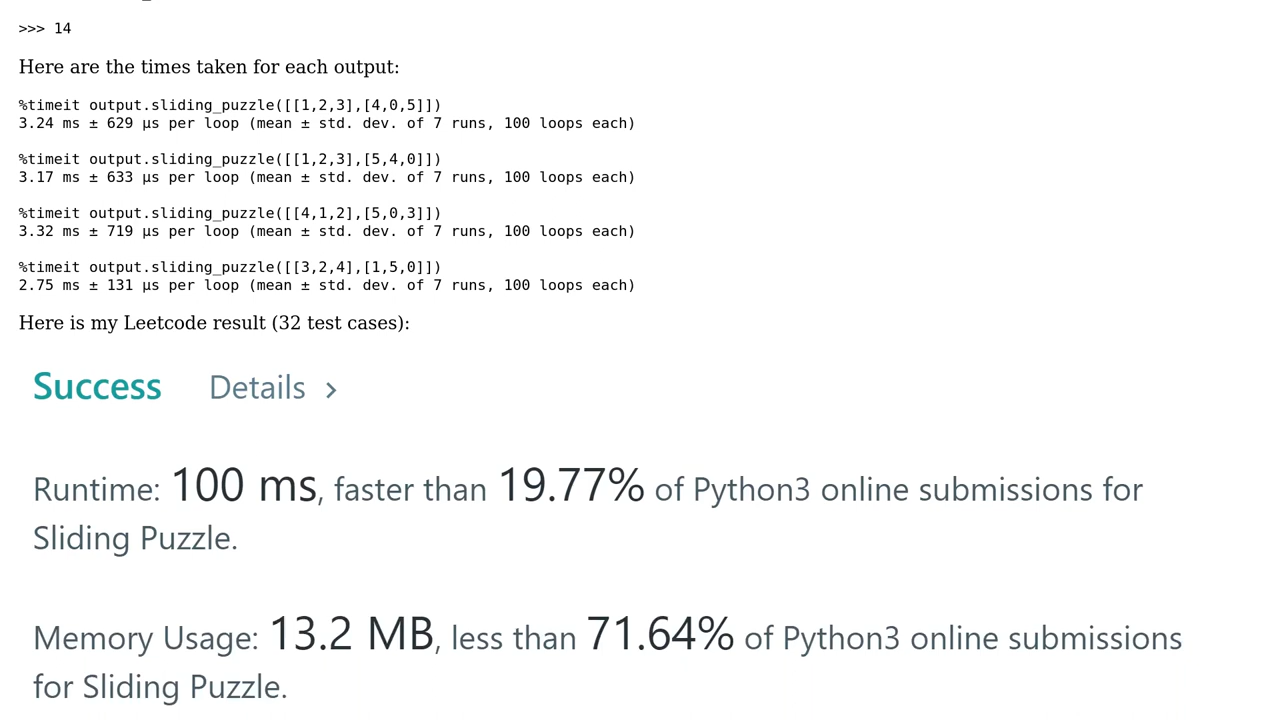 >>> 14
Here are the times taken for each output:
%timeit output.sliding_puzzle([[1,2,3],[4,0,5]])
3.24 ms ± 629 µs per loop (mean ± std. dev. of 7 runs, 100 loops each)
%timeit output.sliding_puzzle([[1,2,3],[5,4,0]])
3.17 ms ± 633 µs per loop (mean ± std. dev. of 7 runs, 100 loops each)
%timeit output.sliding_puzzle([[4,1,2],[5,0,3]])
3.32 ms ± 719 µs per loop (mean ± std. dev. of 7 runs, 100 loops each)
%timeit output.sliding_puzzle([[3,2,4],[1,5,0]])
2.75 ms ± 131 µs per loop (mean ± std. dev. of 7 runs, 100 loops each)
Here is my Leetcode result (32 test cases):
Success Details >
Runtime: 100 ms, faster than 19.77% of Python3 online submissions for
Sliding Puzzle.
Memory Usage: 13.2 MB, less than 71.64% of Python3 online submissions
for Sliding Puzzle.